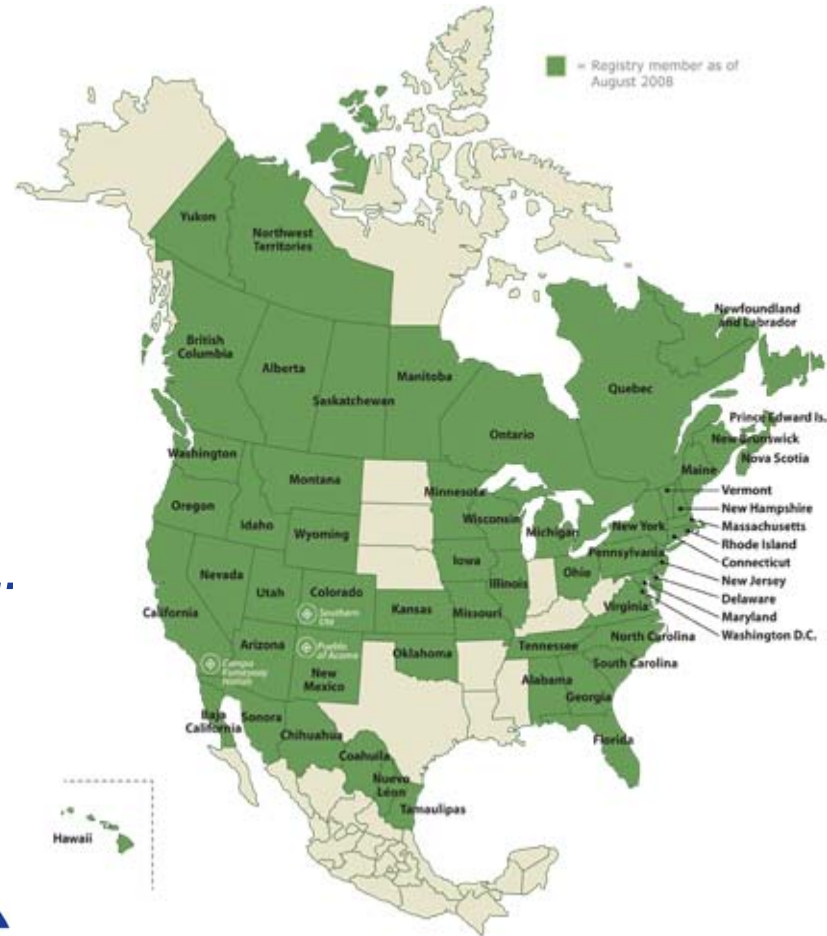 = Registry member as of
August 2008
Yukon
Northwest
Territories
Newfoundland
and Labrador
British
Columbia
Alberta
Manitoba
Quebec
Saskatchewan
Prince Edward Is.
Ontario
New Brunswick
Nova Scotia
Washington
Maine
Montana
Minnesota
Vermont
Oregon
Wisconsin
New Hampshire
Idaho
Michigan
New York
Massachusetts
Wyoming
Rhode Island
Pennsylvania
Iowa
Connecticut
Nevada
Ohio
New Jersey
Utah
Colorado
Illinois
Delaware
California
Southern
Ute
Kansas
Missouri
Virginia
Maryland
Washington D.C.
Arizona
Pueblo
of Acoma
Oklahoma
Tennessee
North Carolina
Campo
Kumeyaay
Nation
New
Mexico
South Carolina
Alabama
Georgia
Baja
California
Sonora
Chihuahua
Florida
Coahuila
Nuevo
Léon
Tamaulipas
Hawaii